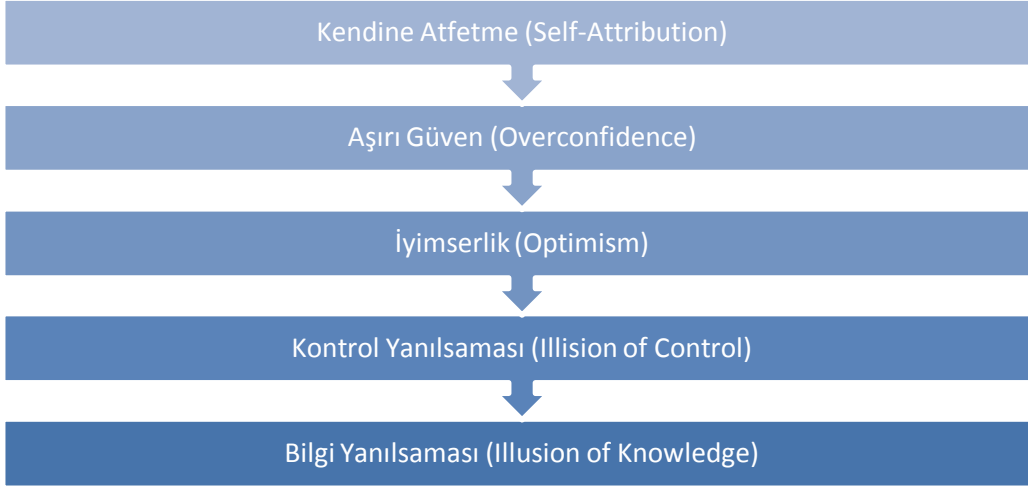 Kendine Atfetme (Self-Attribution)
Aşırı Güven (Overconfidence)
İyimserlik (Optimism)
Kontrol Yanılsaması (Illision of Control)
Bilgi Yanılsaması (Illusion of Knowledge)